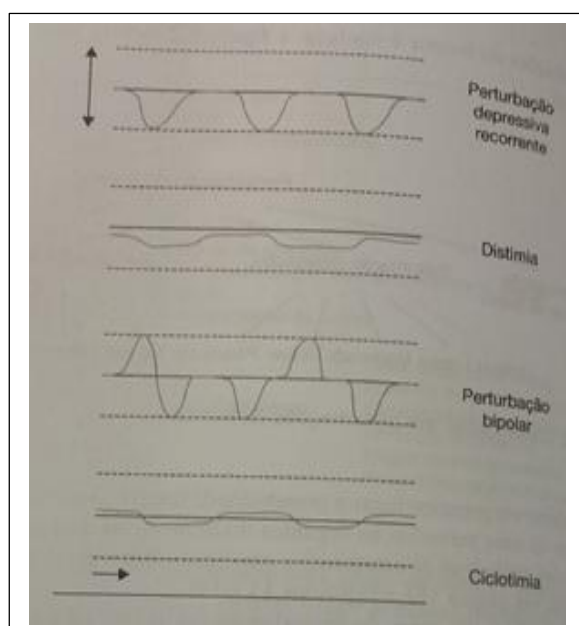 Perturbação
depressiva
recorrente
Distimia
Perturbação
bipolar
Ciclotimia